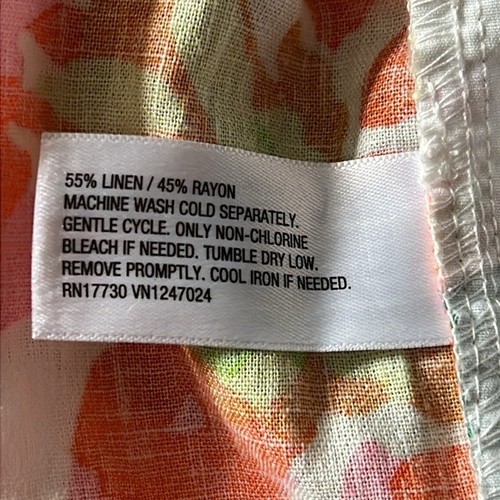 55% LINEN / 45% RAYON
MACHINE WASH COLD SEPARATELY.
GENTLE CYCLE. ONLY NON-CHLORINE
BLEACH IF NEEDED. TUMBLE DRY LOW.
REMOVE PROMPTLY. COOL IRON IF NEEDED.
RN17730 VN1247024